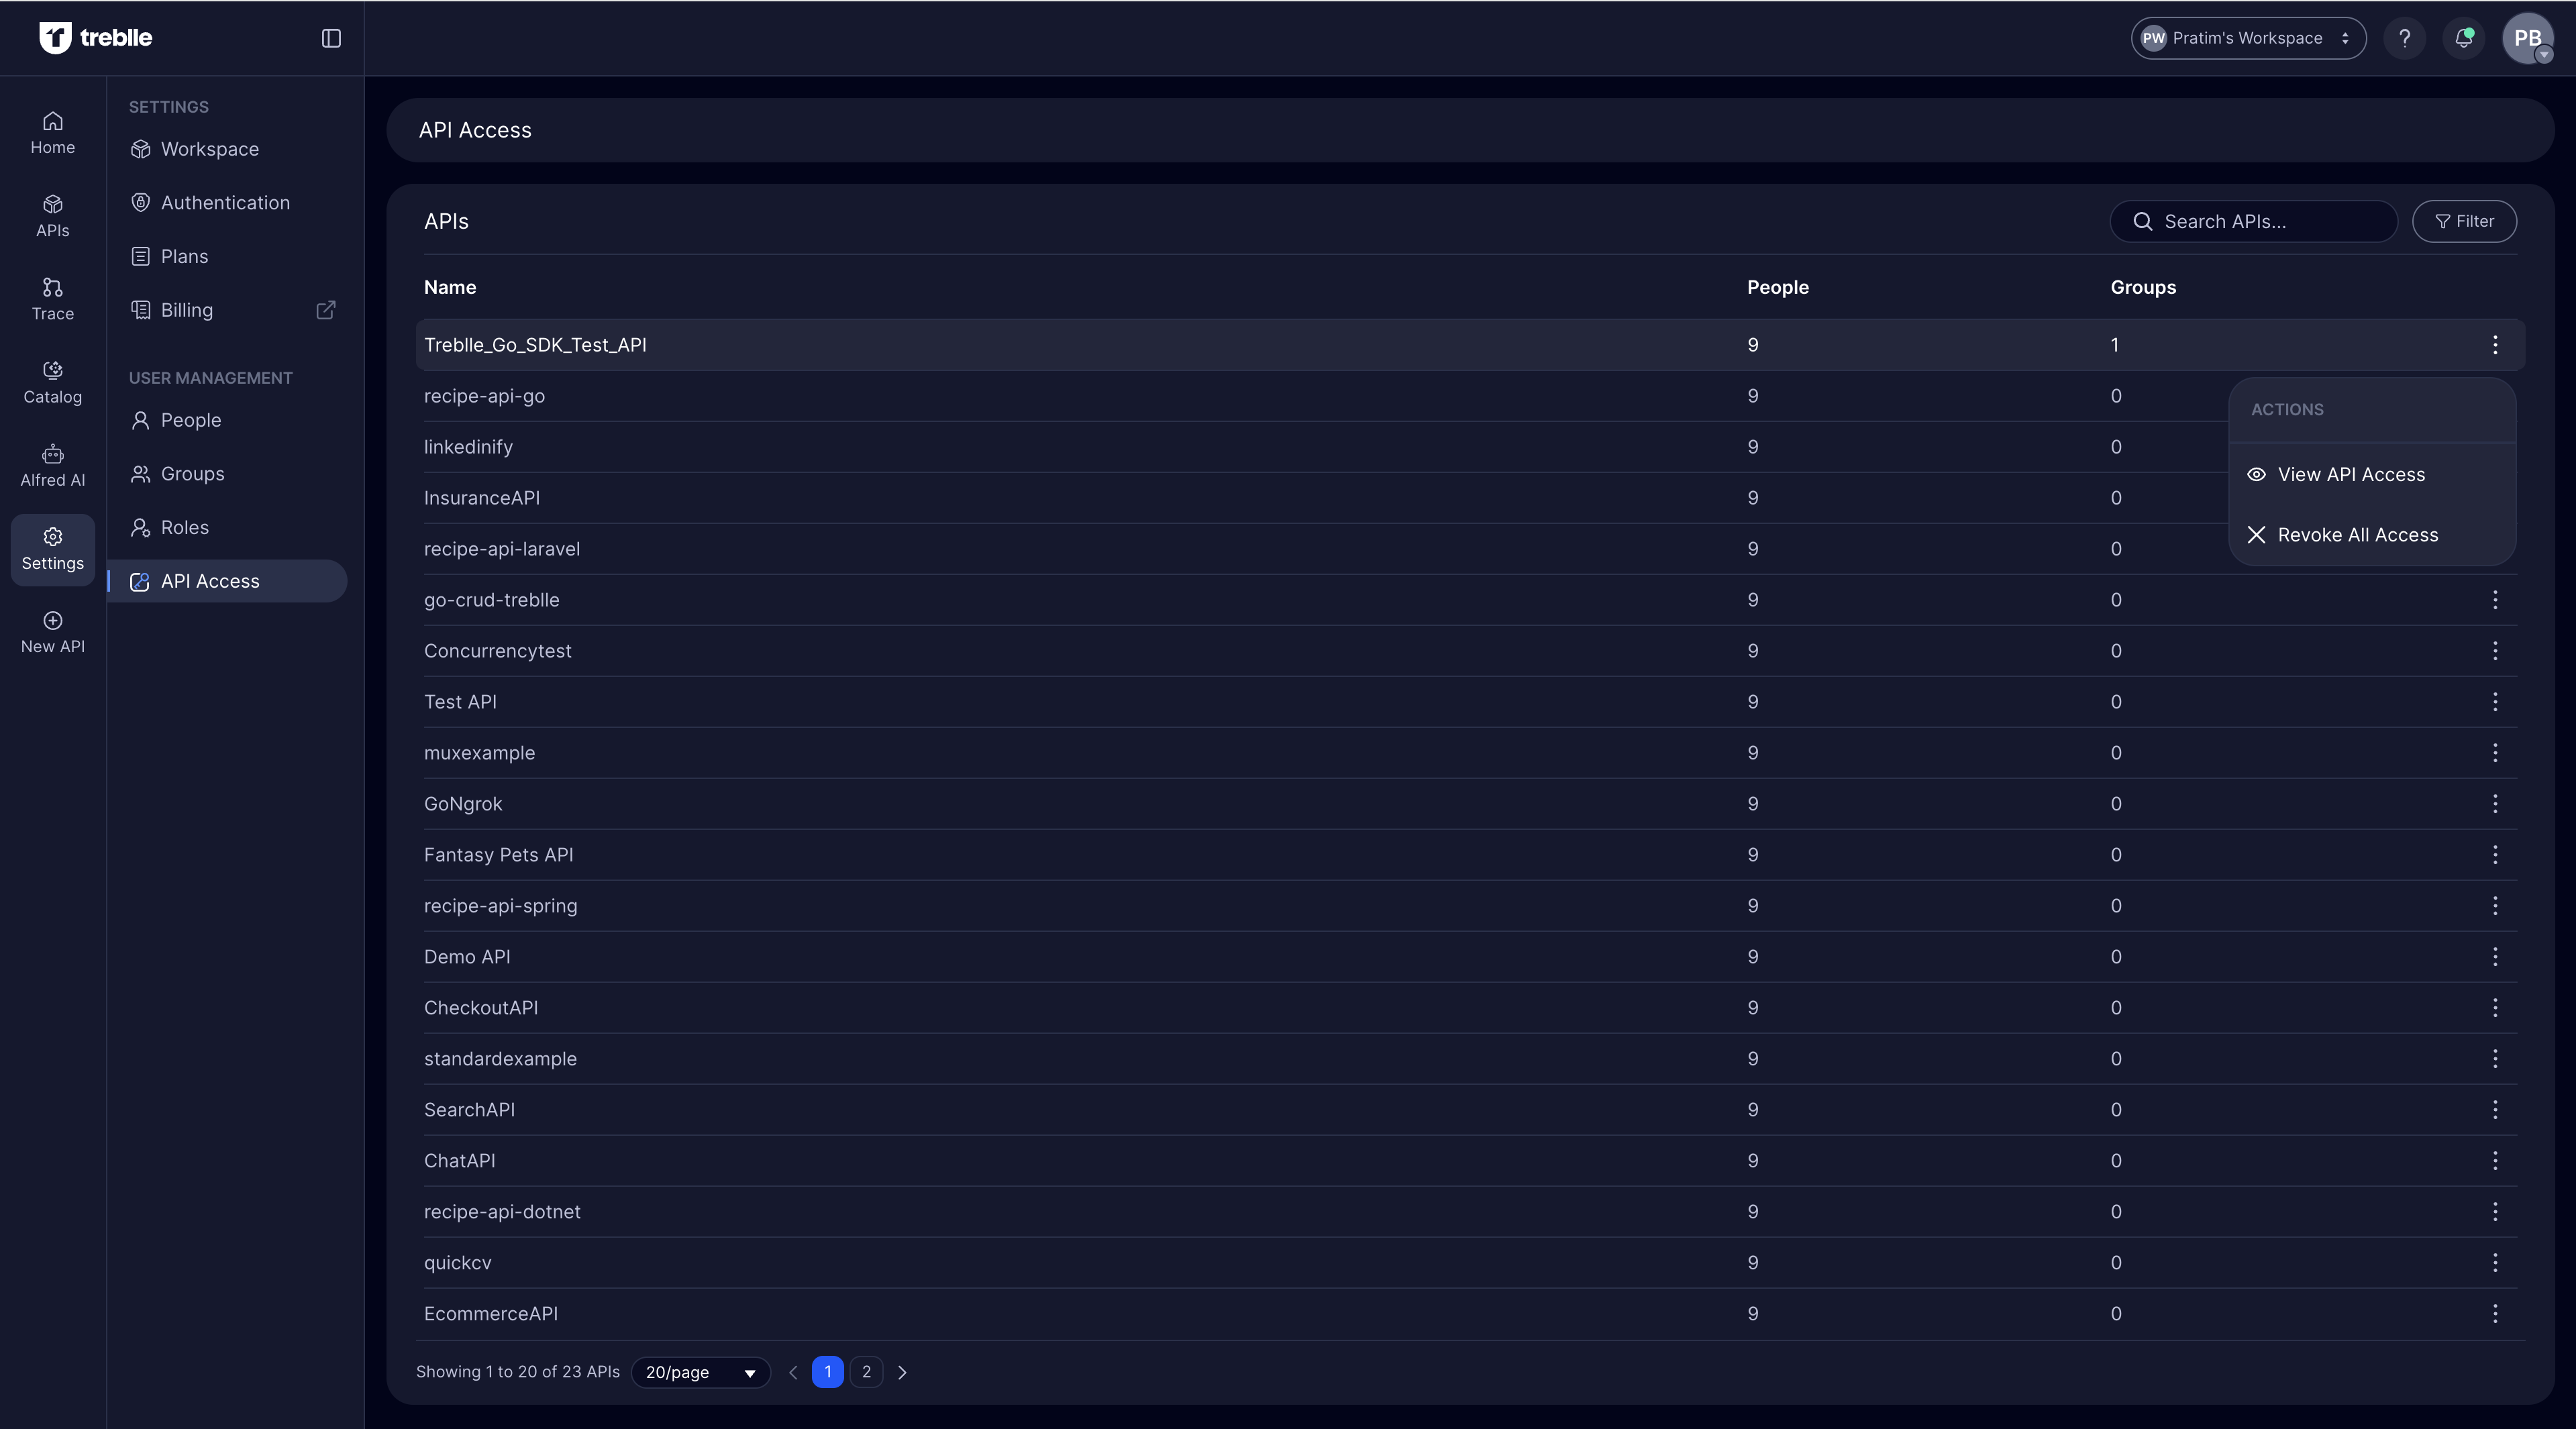 treblle
PW Pratim's Workspace
?
PB
Home
APIs
Trace
Catalog
Alfred AI
Settings
New API
SETTINGS
Workspace
Authentication
Plans
Billing
USER MANAGEMENT
People
Groups
Roles
API Access
API Access
APIs
Search APIs...
Filter
Name People Groups
Treblle_Go_SDK_Test_API 9 1
recipe-api-go 9 0
linkedinify 9 0
InsuranceAPI 9 0
recipe-api-laravel 9 0
ACTIONS
View API Access
Revoke All Access
go-crud-treblle 9 0
Concurrencytest 9 0
Test API 9 0
muxexample 9 0
GoNgrok 9 0
Fantasy Pets API 9 0
recipe-api-spring 9 0
Demo API 9 0
CheckoutAPI 9 0
standardexample 9 0
SearchAPI 9 0
ChatAPI 9 0
recipe-api-dotnet 9 0
quickcv 9 0
EcommerceAPI 9 0
Showing 1 to 20 of 23 APIs 20/page 1 2